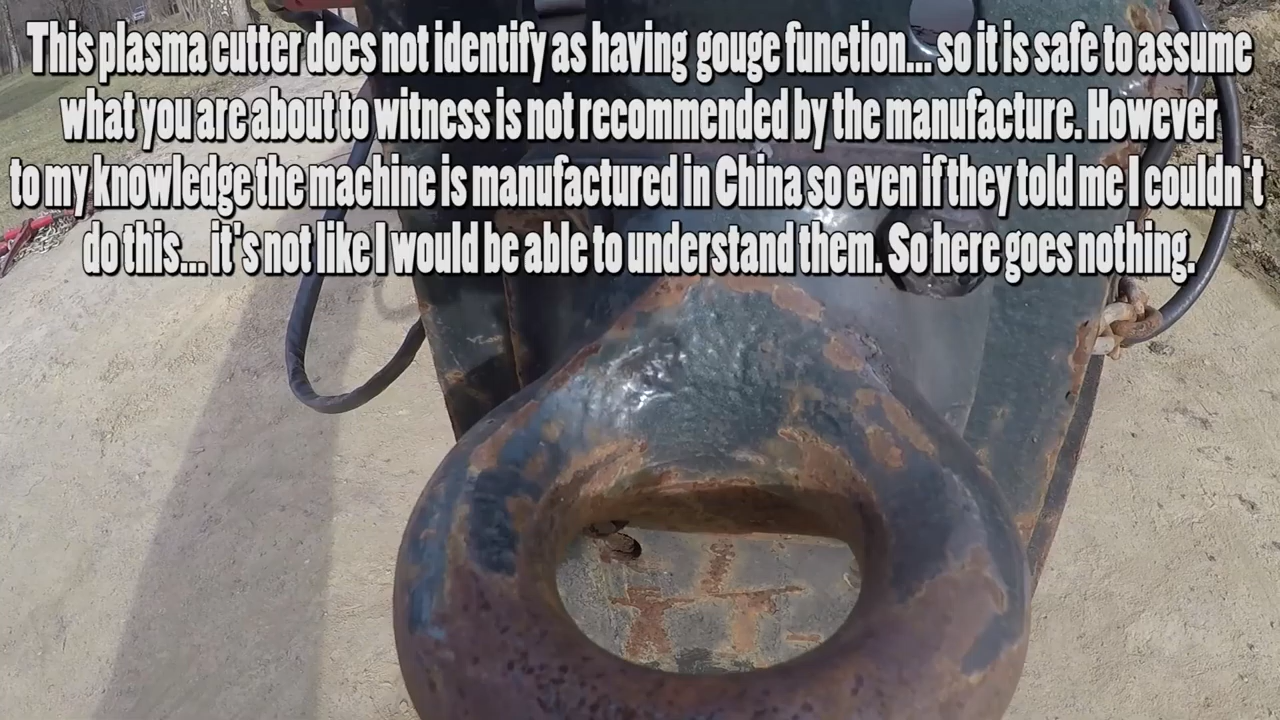 This plasma cutter does not identify as having gouge function... so it is safe to assume
what you are about to witness is not recommended by the manufacture. However
to my knowledge the machine is manufactured in China so even if they told me I couldn't
do this... it's not like I would be able to understand them. So here goes nothing.